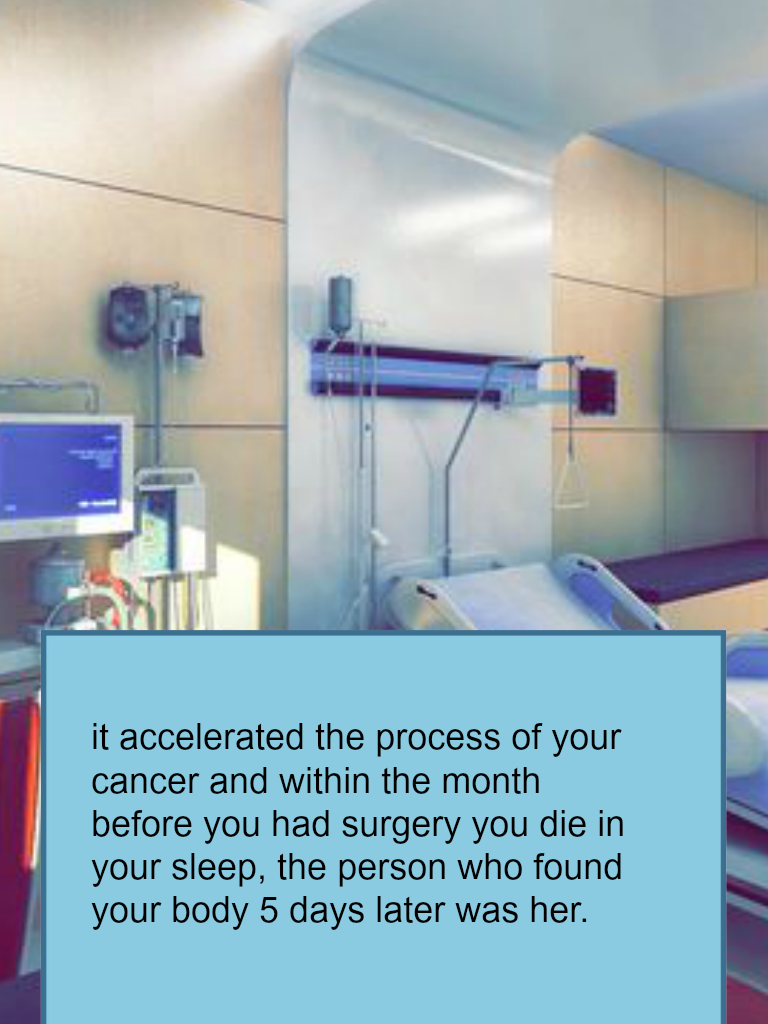 it accelerated the process of your
cancer and within the month
before you had surgery you die in
your sleep, the person who found
your body 5 days later was her.